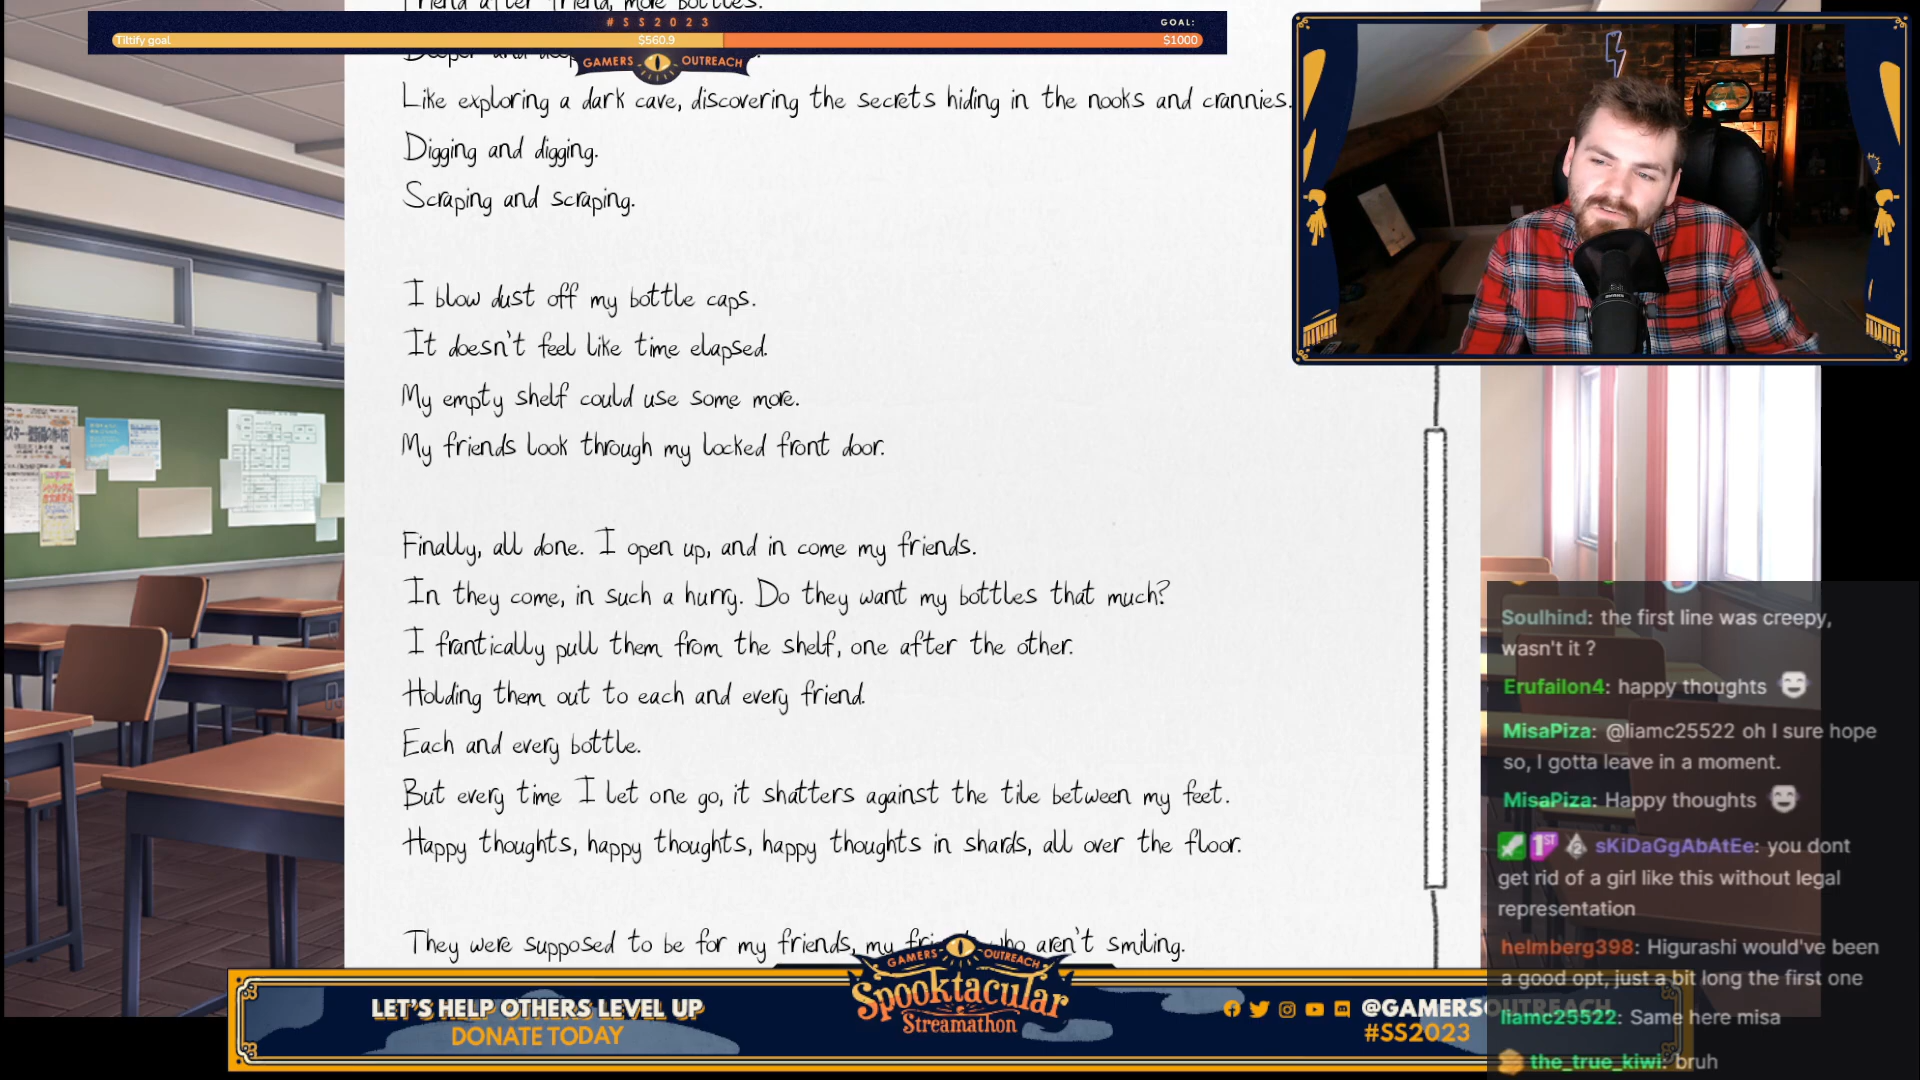 Friend after friend, more bottles.
#SS2023
GOAL:
Tiltify goal
$560.9
$1000
GAMERS OUTREACH
Like exploring a dark cave, discovering the secrets hiding in the nooks and crannies.
Digging and digging.
Scraping and scraping.
I blow dust off my bottle caps.
It doesn't feel like time elapsed.
My empty shelf could use some more.
My friends look through my locked front door.
Finally, all done. I open up, and in come my friends.
In they come, in such a hurry. Do they want my bottles that much?
I frantically pull them from the shelf, one after the other.
Holding them out to each and every friend.
Each and every bottle.
But every time I let one go, it shatters against the tile between my feet.
Happy thoughts, happy thoughts, happy thoughts in shards, all over the floor.
They were supposed to be for my friends, my who aren't smiling.
Soulhind: the first line was creepy,
wasn't it ?
Erufailon4: happy thoughts
MisaPiza: @liamc25522 oh I sure hope
so, I gotta leave in a moment.
MisaPiza: Happy thoughts
1ST sKiDaGgAbAtEe: you dont
get rid of a girl like this without legal
representation
helmberg398: Higurashi would've been
a good opt, just a bit long the first one
liamc25522: Same here misa
the_true_kiwi: bruh
LET'S HELP OTHERS LEVEL UP
DONATE TODAY
GAMERS OUTREACH
Spooktacular
Streamathon
@GAMERSOUTREACH
#SS2023